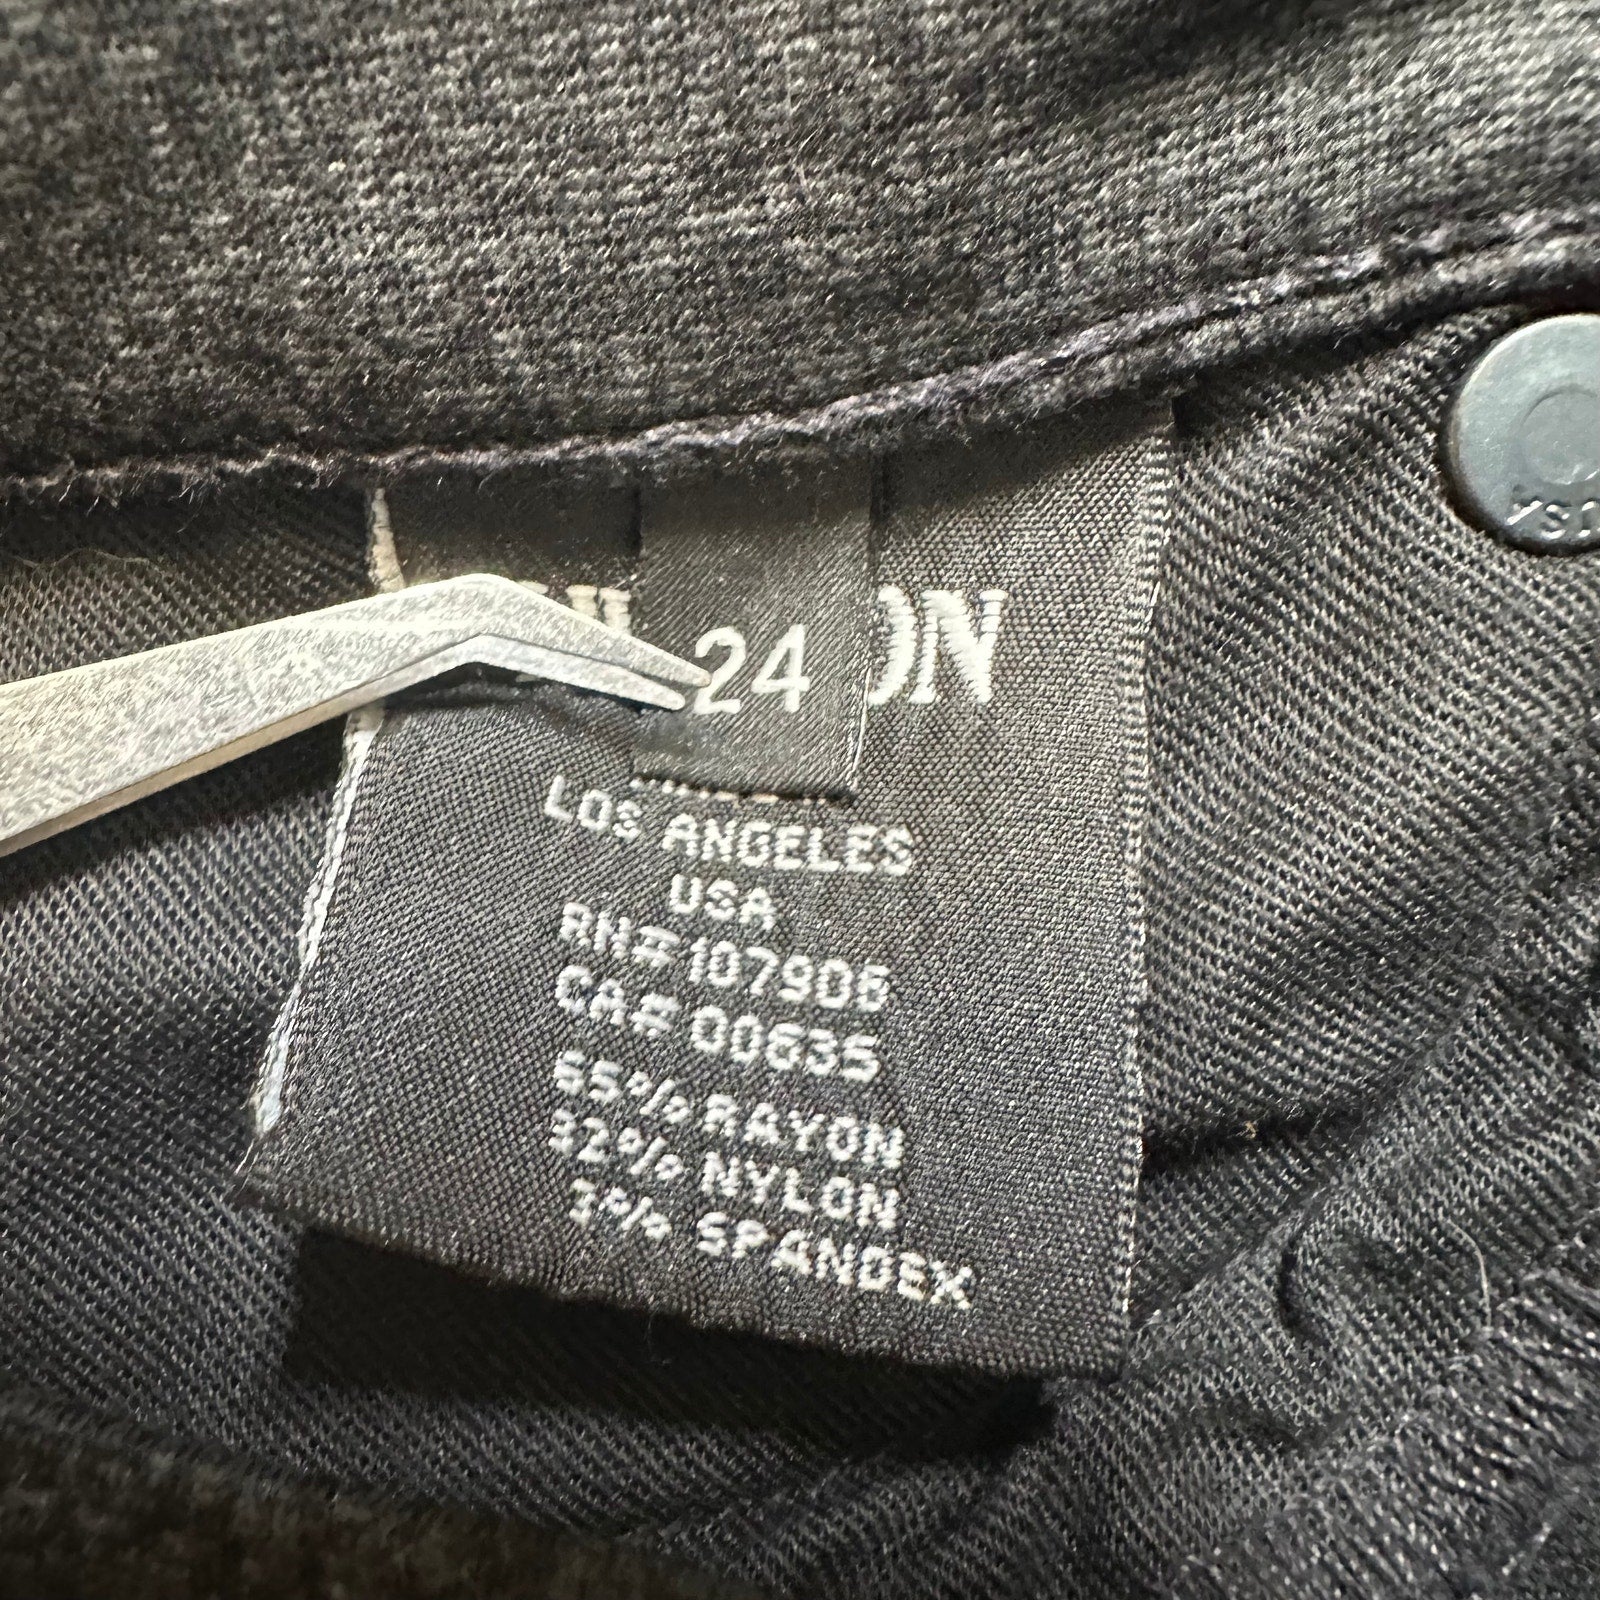 24
ON
LOS ANGELES
USA
RN#107906
CA# 00635
65% RAYON
32% NYLON
3% SPANDEX